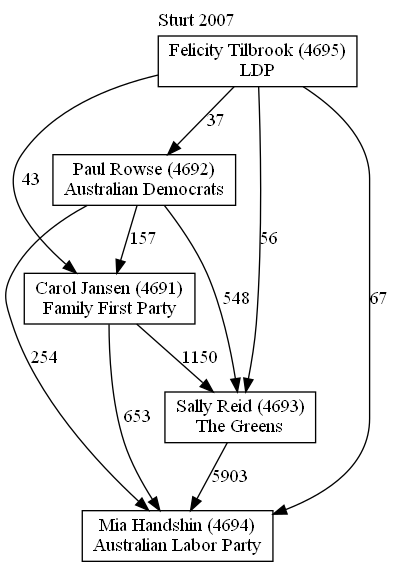 Sturt 2007
Felicity Tilbrook (4695)
LDP
37
Paul Rowse (4692)
Australian Democrats
43
157
56
67
Carol Jansen (4691)
Family First Party
548
254
1150
653
Sally Reid (4693)
The Greens
5903
Mia Handshin (4694)
Australian Labor Party